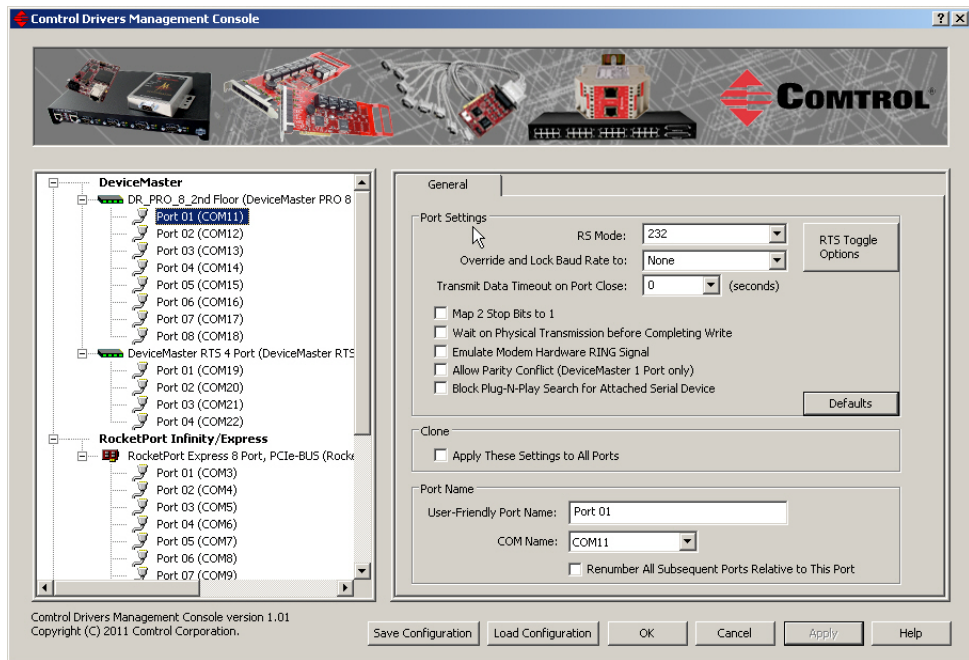 Comtrol Drivers Management Console
COMTROL®
DeviceMaster
DR_PRO_8_2nd Floor (DeviceMaster PRO 8
Port 01 (COM11)
Port 02 (COM12)
Port 03 (COM13)
Port 04 (COM14)
Port 05 (COM15)
Port 06 (COM16)
Port 07 (COM17)
Port 08 (COM18)
DeviceMaster RTS 4 Port (DeviceMaster RTS
Port 01 (COM19)
Port 02 (COM20)
Port 03 (COM21)
Port 04 (COM22)
RocketPort Infinity/Express
RocketPort Express 8 Port, PCIe-BUS (Rocke
Port 01 (COM3)
Port 02 (COM4)
Port 03 (COM5)
Port 04 (COM6)
Port 05 (COM7)
Port 06 (COM8)
Port 07 (COM9)
General
Port Settings
RS Mode: 232
RTS Toggle
Options
Override and Lock Baud Rate to: None
Transmit Data Timeout on Port Close: 0 (seconds)
Map 2 Stop Bits to 1
Wait on Physical Transmission before Completing Write
Emulate Modem Hardware RING Signal
Allow Parity Conflict (DeviceMaster 1 Port only)
Block Plug-N-Play Search for Attached Serial Device
Defaults
Clone
Apply These Settings to All Ports
Port Name
User-Friendly Port Name: Port 01
COM Name: COM11
Renumber All Subsequent Ports Relative to This Port
Comtrol Drivers Management Console version 1.01
Copyright (C) 2011 Comtrol Corporation.
Save Configuration Load Configuration OK Cancel Apply Help